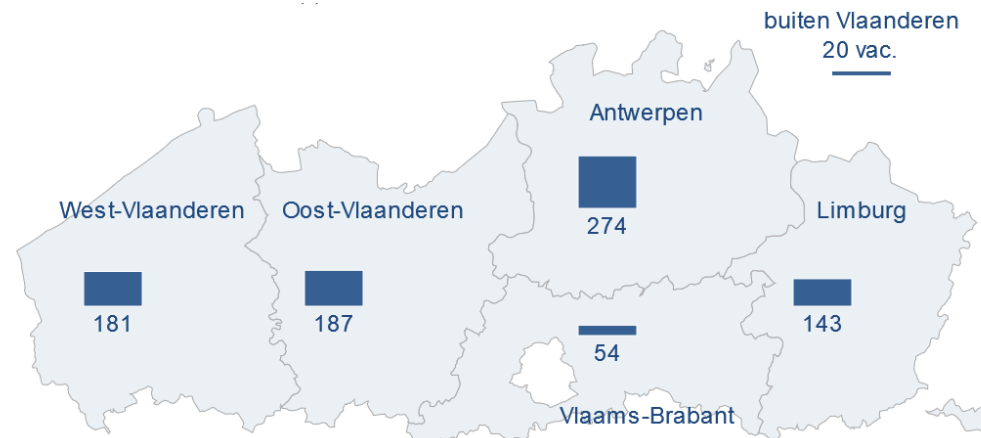 buiten Vlaanderen
20 vac.
Antwerpen
274
West-Vlaanderen
181
Oost-Vlaanderen
187
Limburg
143
54
Vlaams-Brabant